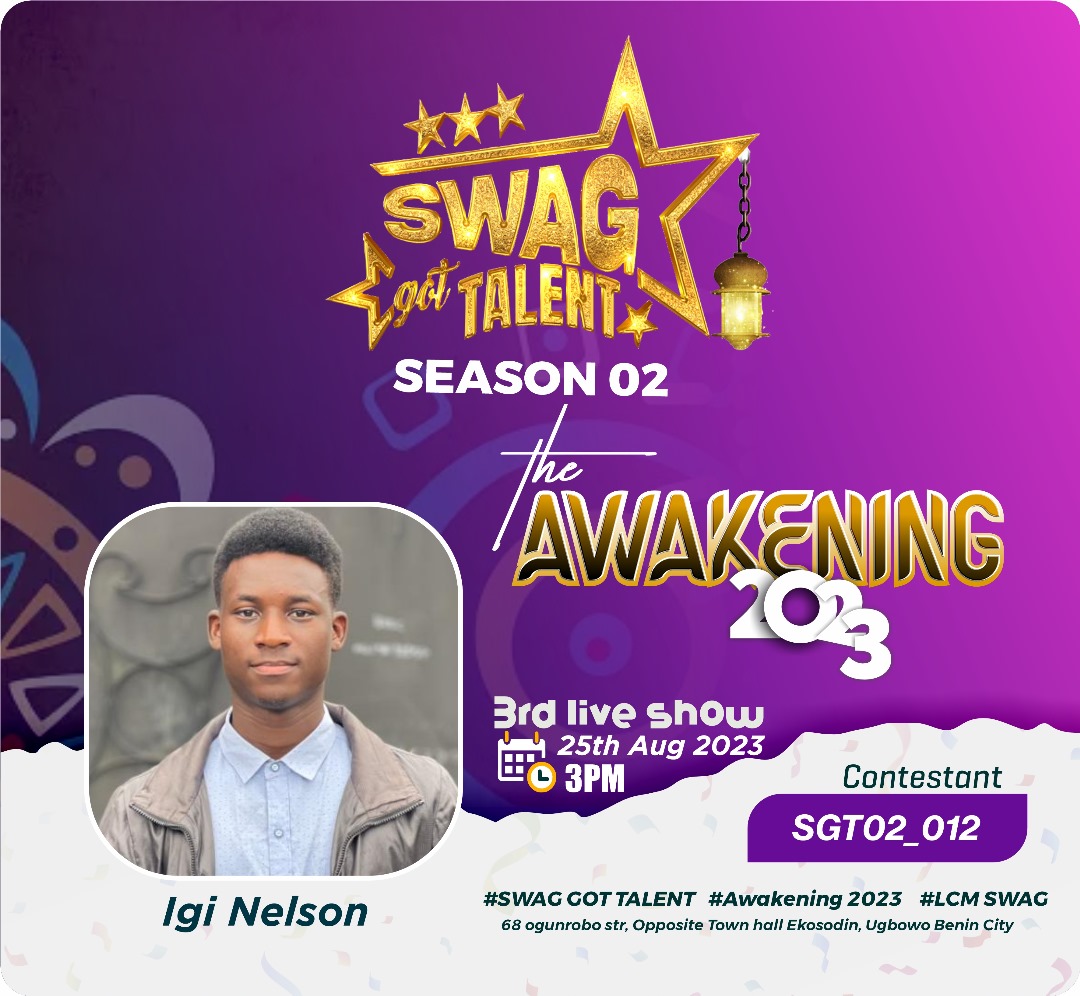 SWAG
got TALENT
SEASON 02
the
AWAKENING
2023
3rd live show
25th Aug 2023
3PM
Contestant
SGT02_012
Igi Nelson
#SWAG GOT TALENT #Awakening 2023 #LCM SWAG
68 ogunrobo str, Opposite Town hall Ekosodin, Ugbowo Benin City